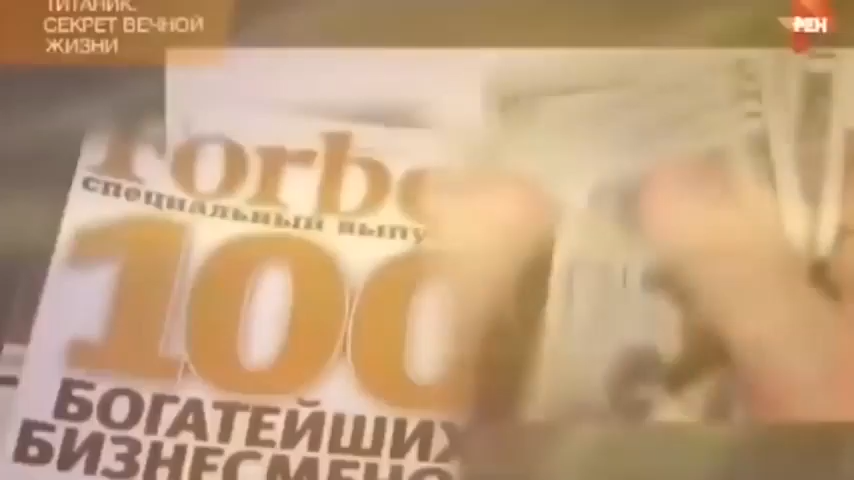 ТИТАНИК.
СЕКРЕТ ВЕЧНОЙ
ЖИЗНИ
РЕН
Forbe
специальный выпу
100
БОГАТЕЙШИХ
БИЗНЕСМЕНО